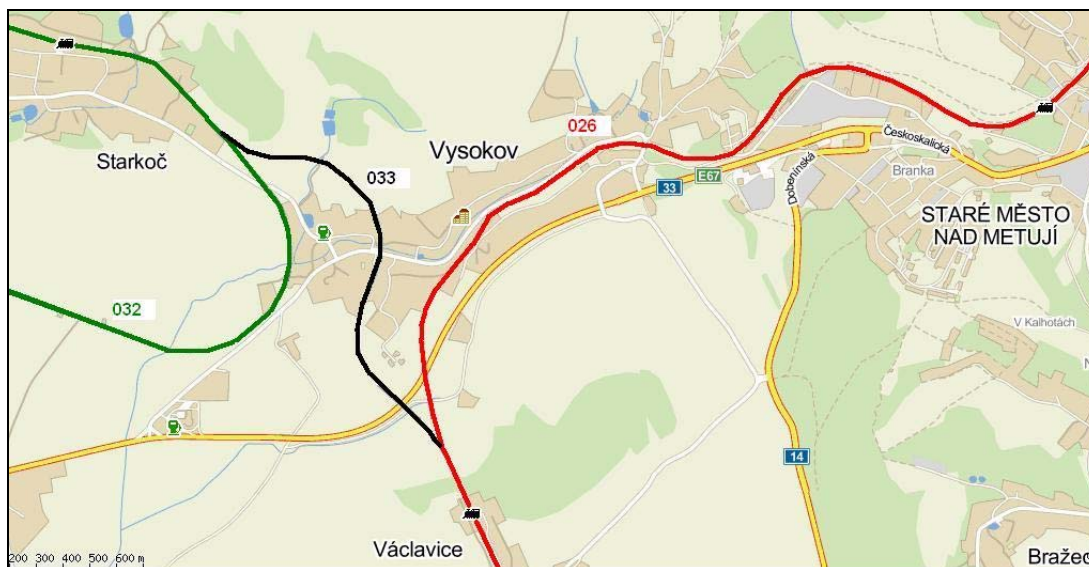 026
Českoskalická
Starkoč
Vysokov
Dobenínská
Branka
033
33
E67
STARÉ MĚSTO
NAD METUJÍ
032
V Kalhotách
14
Václavice
200 300 400 500 600 m
Bražec